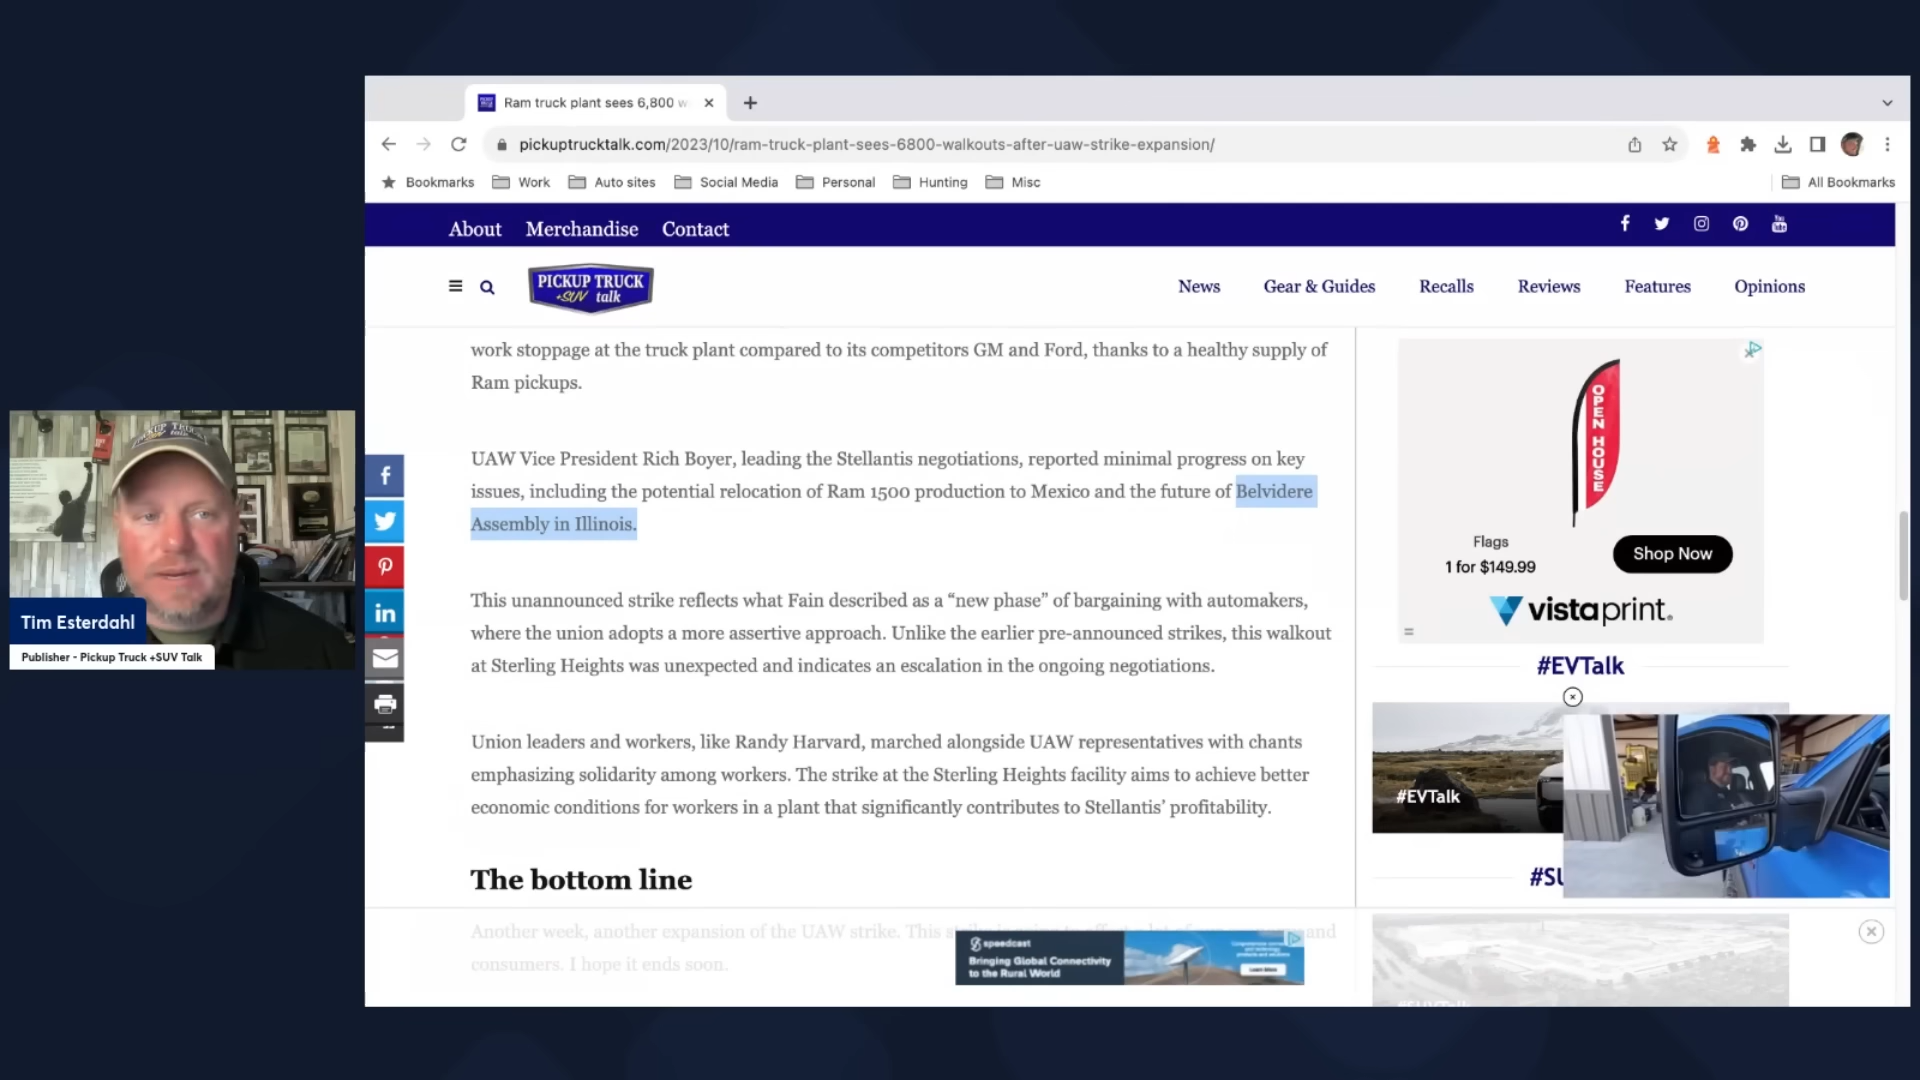 Ram truck plant sees 6,800 w
pickuptrucktalk.com/2023/10/ram-truck-plant-sees-6800-walkouts-after-uaw-strike-expansion/
Bookmarks Work Auto sites Social Media Personal Hunting Misc All Bookmarks
About Merchandise Contact
PICKUP TRUCK
+SUV talk
News Gear & Guides Recalls Reviews Features Opinions
work stoppage at the truck plant compared to its competitors GM and Ford, thanks to a healthy supply of
Ram pickups.
UAW Vice President Rich Boyer, leading the Stellantis negotiations, reported minimal progress on key
issues, including the potential relocation of Ram 1500 production to Mexico and the future of Belvidere
Assembly in Illinois.
This unannounced strike reflects what Fain described as a “new phase” of bargaining with automakers,
where the union adopts a more assertive approach. Unlike the earlier pre-announced strikes, this walkout
at Sterling Heights was unexpected and indicates an escalation in the ongoing negotiations.
Union leaders and workers, like Randy Harvard, marched alongside UAW representatives with chants
emphasizing solidarity among workers. The strike at the Sterling Heights facility aims to achieve better
economic conditions for workers in a plant that significantly contributes to Stellantis’ profitability.
The bottom line
Another week, another expansion of the UAW strike. This and
consumers. I hope it ends soon.
OPEN HOUSE
Flags
1 for $149.99
Shop Now
vistaprint.
#EVTalk
#EVTalk
#SU
speedcast
Bringing Global Connectivity
to the Rural World
Learn More
#SUVTalk
PICKUP TRUCK
talk
Tim Esterdahl
Publisher - Pickup Truck +SUV Talk